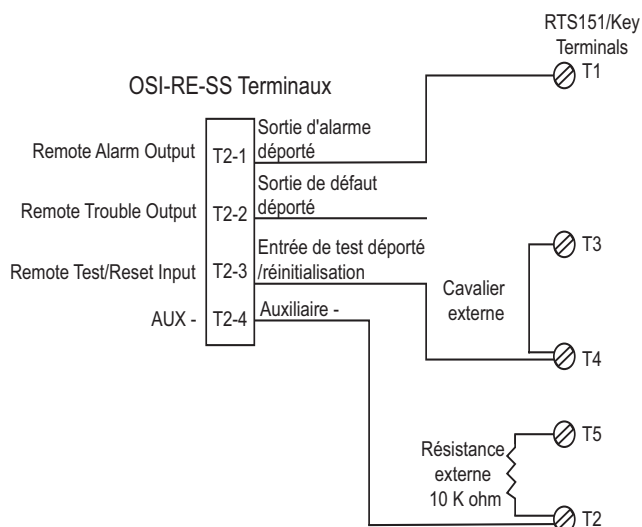 RTS151/Key
Terminals
T1
OSI-RE-SS Terminaux
Remote Alarm Output
T2-1
Sortie d'alarme
déporté
Remote Trouble Output
T2-2
Sortie de défaut
déporté
Remote Test/Reset Input
T2-3
Entrée de test déporté
/réinitialisation
AUX -
T2-4
Auxiliaire -
T3
Cavalier
externe
T4
T5
Résistance
externe
10 K ohm
T2